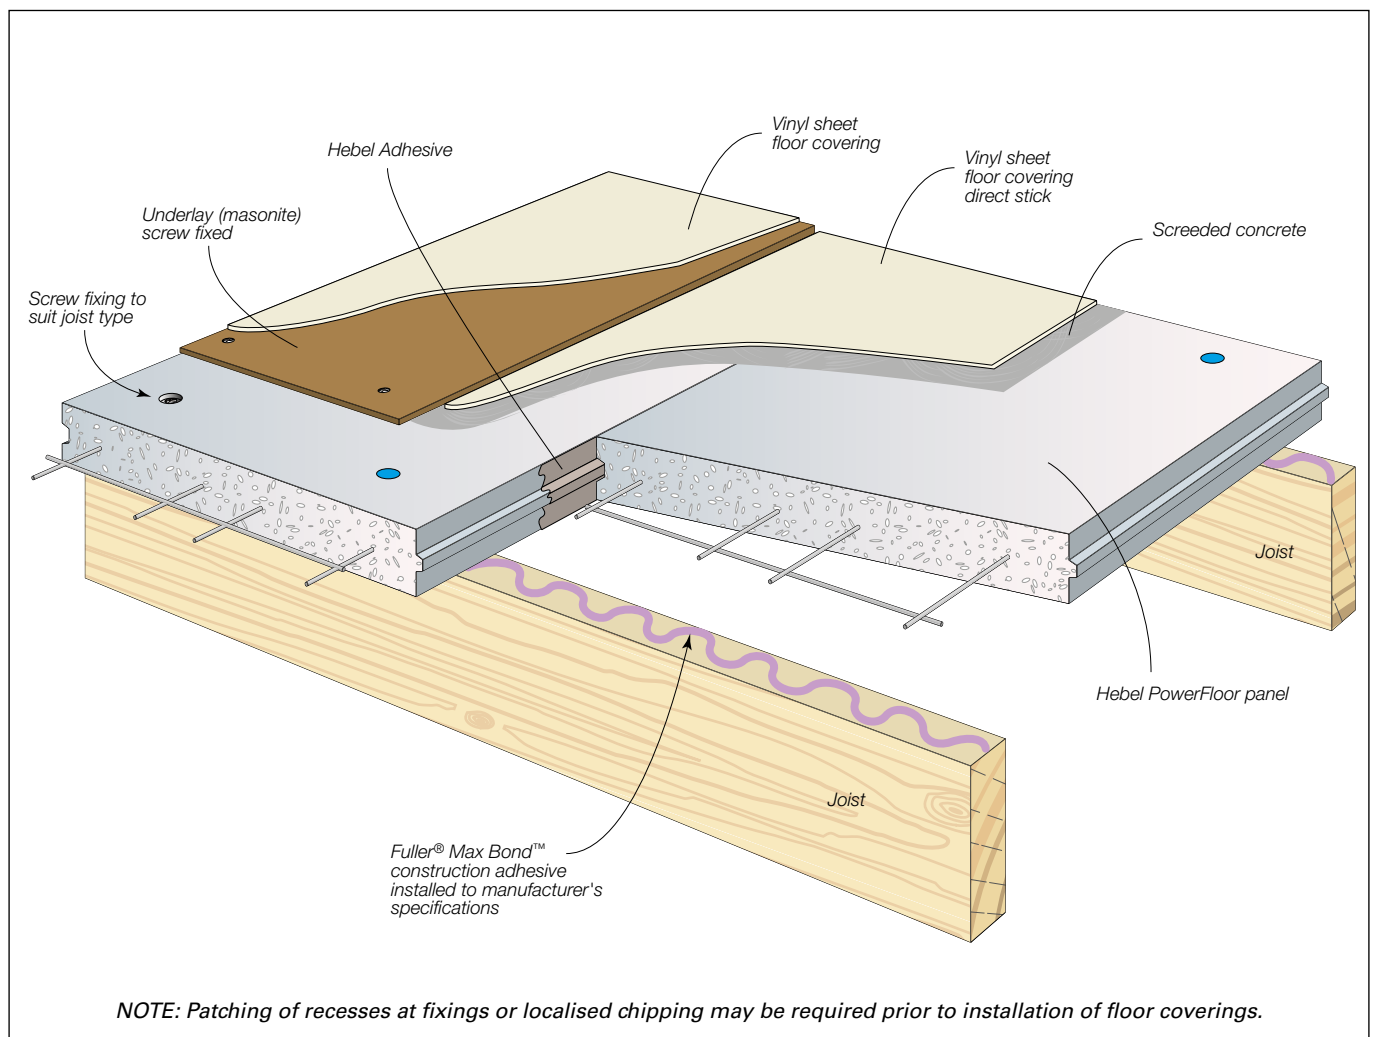 Vinyl sheet
floor covering
Hebel Adhesive
Vinyl sheet
floor covering
direct stick
Underlay (masonite)
screw fixed
Screeded concrete
Screw fixing to
suit joist type
Joist
Hebel PowerFloor panel
Joist
Fuller® Max Bond™
construction adhesive
installed to manufacturer's
specifications
NOTE: Patching of recesses at fixings or localised chipping may be required prior to installation of floor coverings.